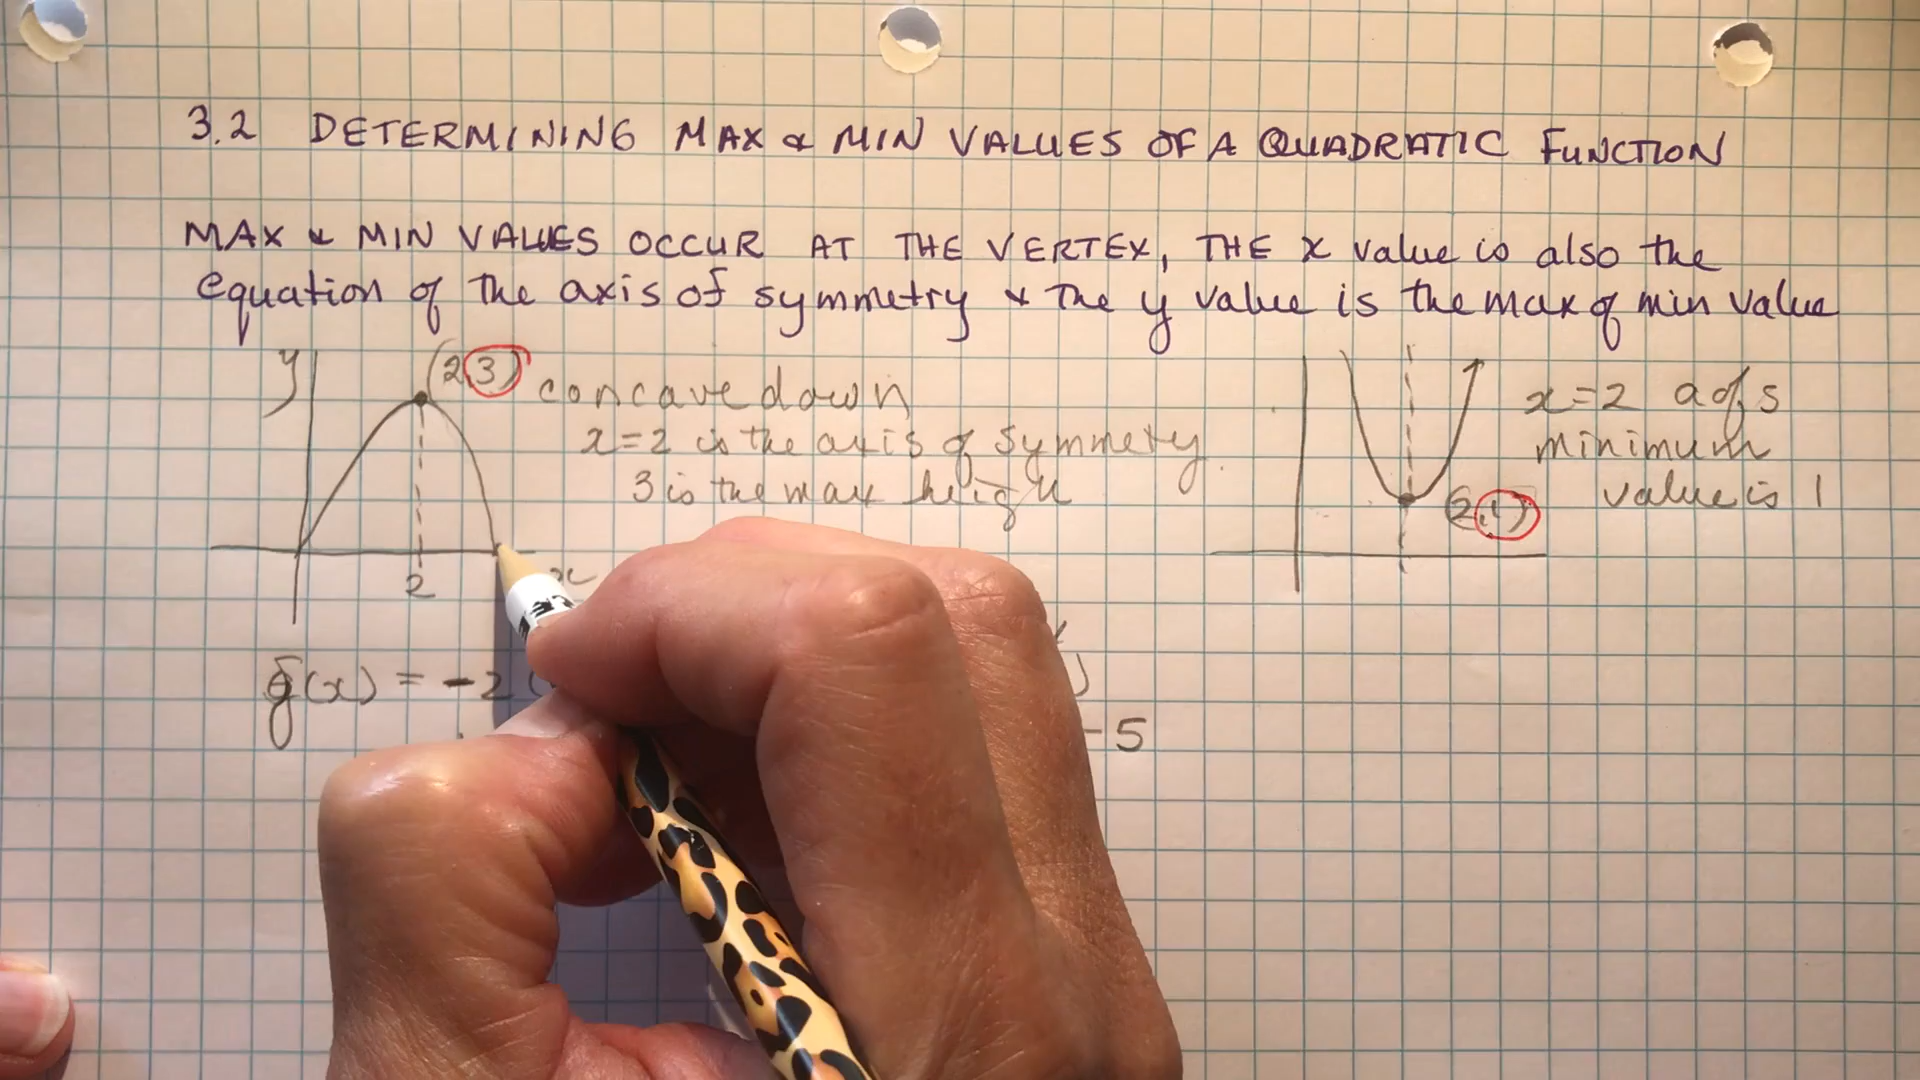 3.2 DETERMINING MAX & MIN VALUES OF A QUADRATIC FUNCTION
MAX & MIN VALUES OCCUR AT THE VERTEX, THE x value is also the
equation of the axis of symmetry & the y value is the max of min value
y
(2,3) concave down
x=2 is the axis of symmety
3 is the max heigh
2
x
x=2 a of s
minimum
value is 1
(2,1)
g(x) = -2(
)
-5